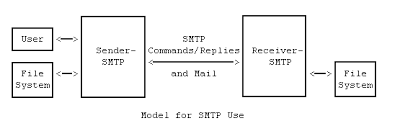 User
File
System
Sender-
SMTP
SMTP
Commands/Replies
and Mail
Receiver-
SMTP
File
System
Model for SMTP Use